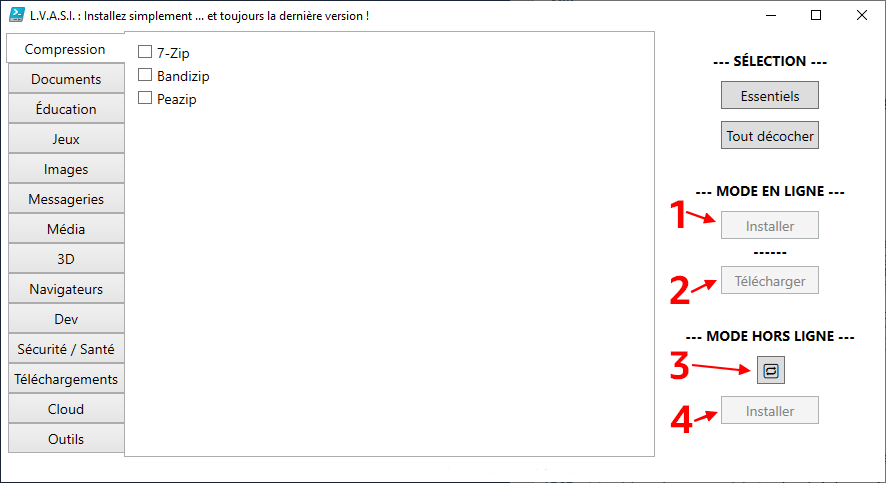 L.V.A.S.I. : Installez simplement ... et toujours la dernière version !
Compression
Documents
Éducation
Jeux
Images
Messageries
Média
3D
Navigateurs
Dev
Sécurité / Santé
Téléchargements
Cloud
Outils
7-Zip
Bandizip
Peazip
--- SÉLECTION ---
Essentiels
Tout décocher
--- MODE EN LIGNE ---
1
Installer
------
2
Télécharger
--- MODE HORS LIGNE ---
3
4
Installer